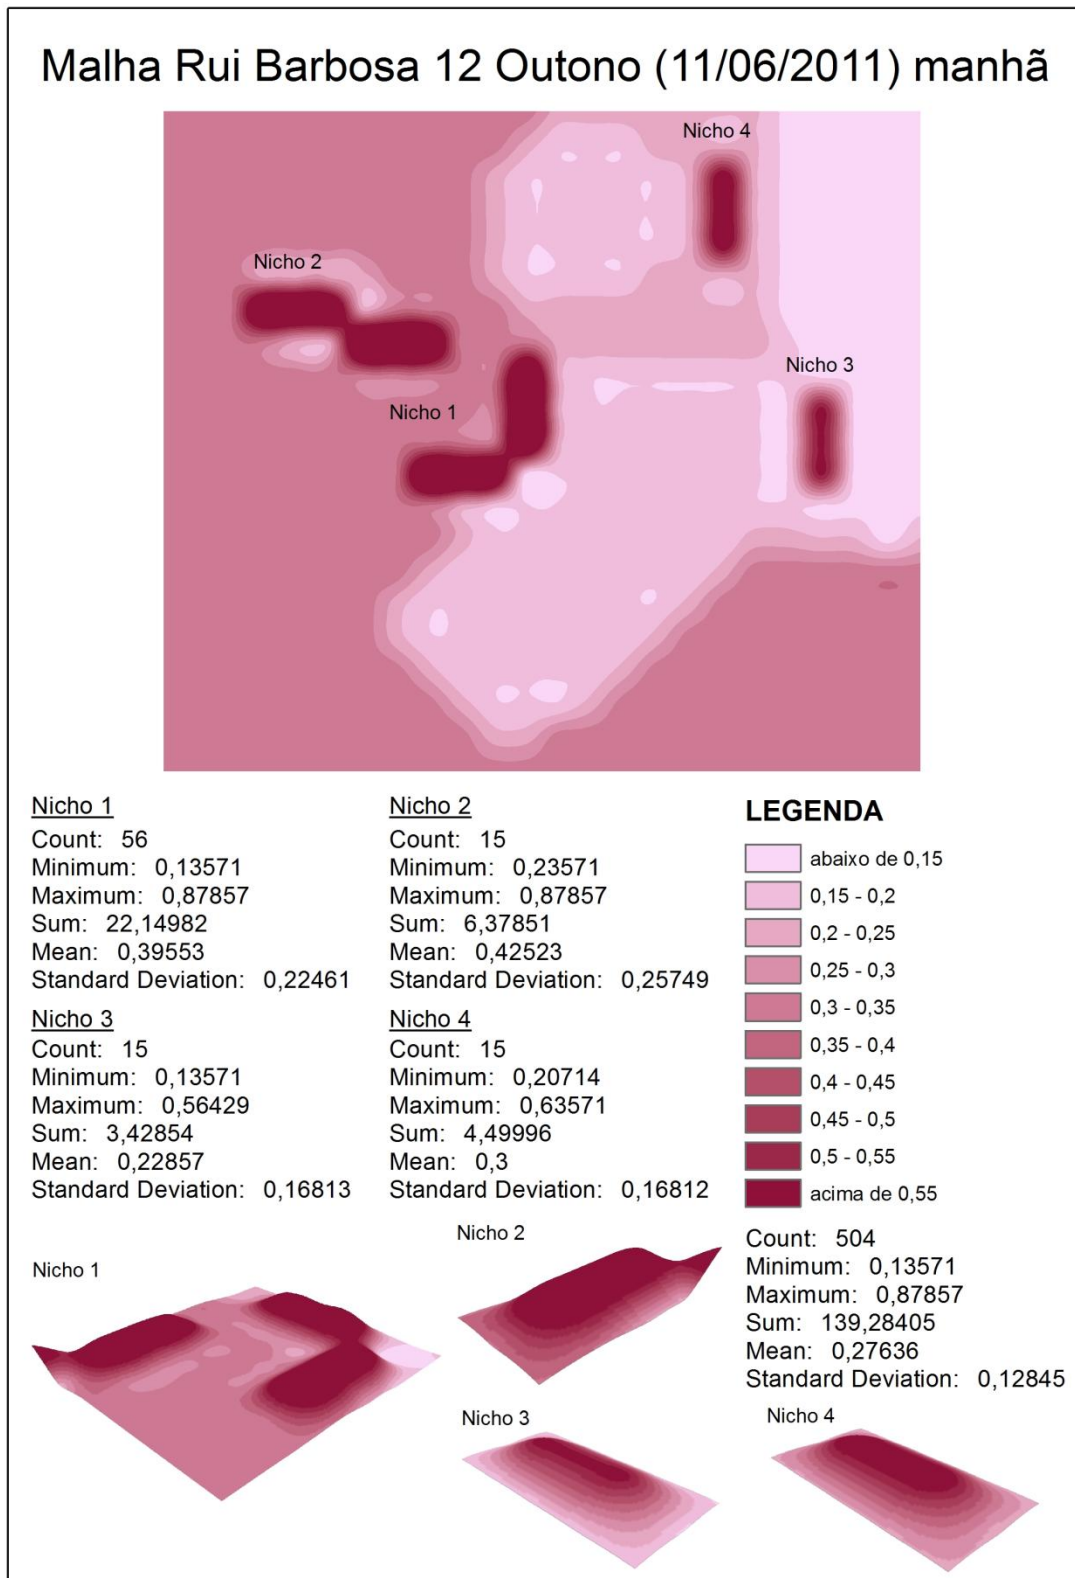 Malha Rui Barbosa 12 Outono (11/06/2011) manhã
Nicho 4
Nicho 2
Nicho 3
Nicho 1
Nicho 1
Count: 56
Minimum: 0,13571
Maximum: 0,87857
Sum: 22,14982
Mean: 0,39553
Standard Deviation: 0,22461
Nicho 2
Count: 15
Minimum: 0,23571
Maximum: 0,87857
Sum: 6,37851
Mean: 0,42523
Standard Deviation: 0,25749
Nicho 3
Count: 15
Minimum: 0,13571
Maximum: 0,56429
Sum: 3,42854
Mean: 0,22857
Standard Deviation: 0,16813
Nicho 4
Count: 15
Minimum: 0,20714
Maximum: 0,63571
Sum: 4,49996
Mean: 0,3
Standard Deviation: 0,16812
LEGENDA
abaixo de 0,15
0,15 - 0,2
0,2 - 0,25
0,25 - 0,3
0,3 - 0,35
0,35 - 0,4
0,4 - 0,45
0,45 - 0,5
0,5 - 0,55
acima de 0,55
Count: 504
Minimum: 0,13571
Maximum: 0,87857
Sum: 139,28405
Mean: 0,27636
Standard Deviation: 0,12845
Nicho 1
Nicho 2
Nicho 3
Nicho 4